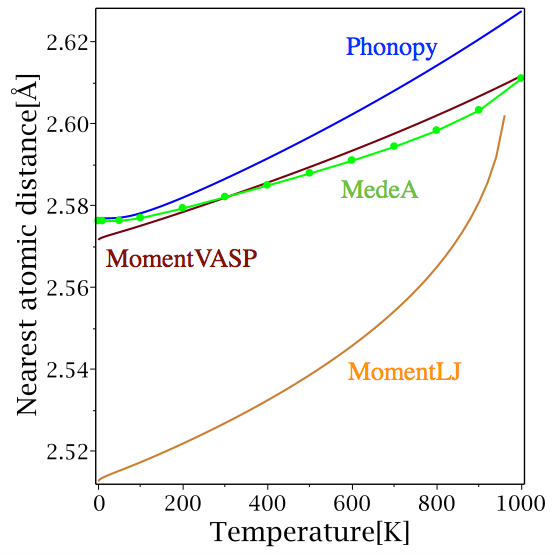 Nearest atomic distance[Å]
2.62
2.60
2.58
2.56
2.54
2.52
Phonopy
MedeA
MomentVASP
MomentLJ
0
200
400
600
800
1000
Temperature[K]